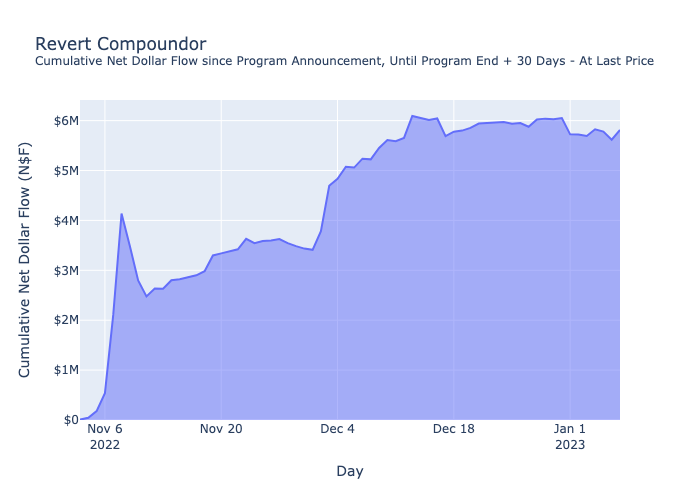 Revert Compoundor
Cumulative Net Dollar Flow since Program Announcement, Until Program End + 30 Days - At Last Price
Cumulative Net Dollar Flow (N$F)
$6M
$5M
$4M
$3M
$2M
$1M
$0
Nov 6
2022
Nov 20
Dec 4
Dec 18
Jan 1
2023
Day